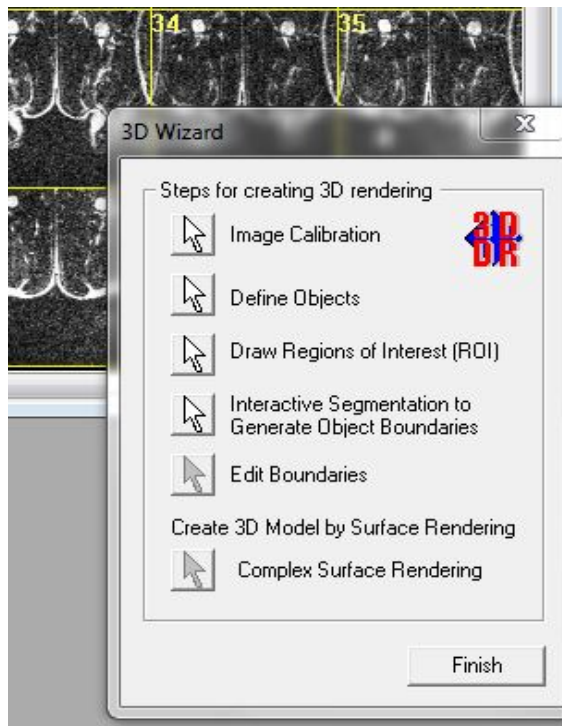 34
35
3D Wizard
x
Steps for creating 3D rendering
3D
DR
Image Calibration
Define Objects
Draw Regions of Interest (ROI)
Interactive Segmentation to
Generate Object Boundaries
Edit Boundaries
Create 3D Model by Surface Rendering
Complex Surface Rendering
Finish